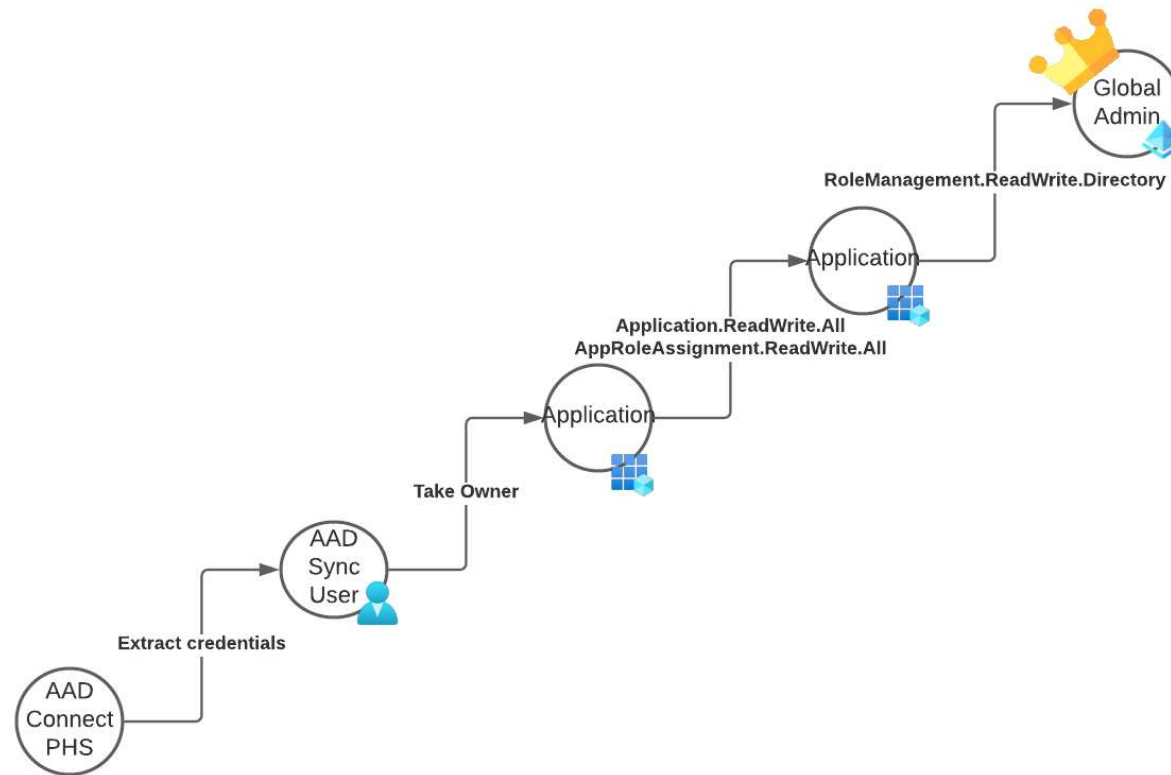 Global
Admin
RoleManagement.ReadWrite.Directory
Application
Application.ReadWrite.All
AppRoleAssignment.ReadWrite.All
Application
Take Owner
AAD
Sync
User
Extract credentials
AAD
Connect
PHS